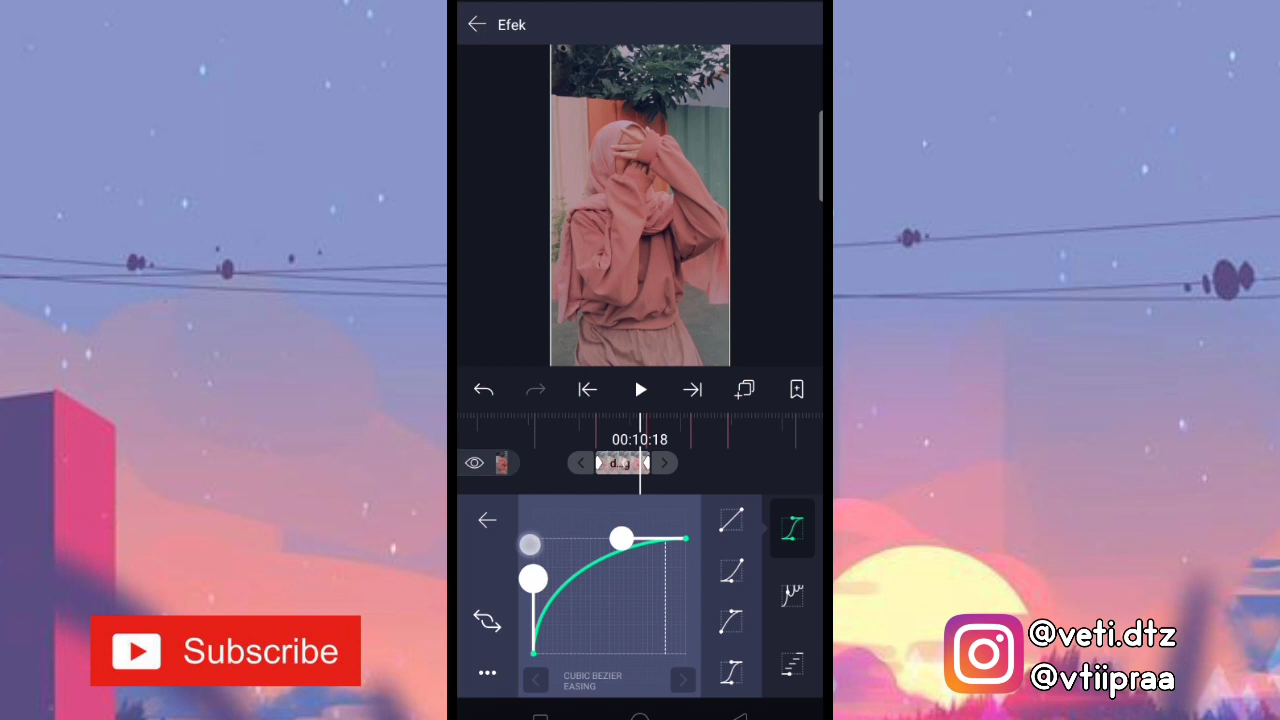 Efek
00:10:18
CUBIC BEZIER
EASING
Subscribe
@veti.dtz
@vtiipraa